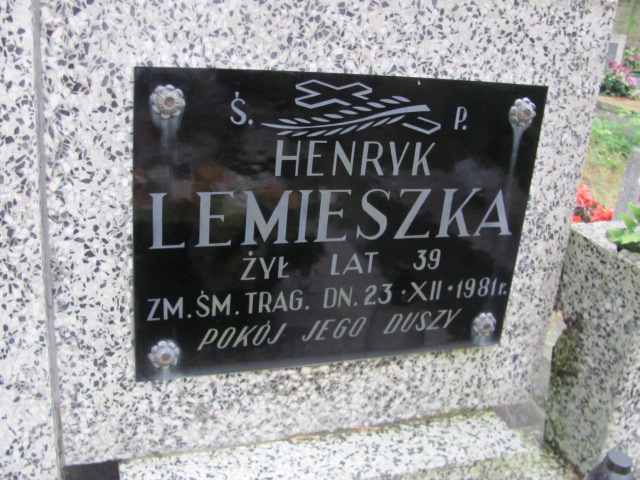 Ś. P.
HENRYK
LEMIESZKA
ŻYŁ LAT 39
ZM. ŚM. TRAG. DN. 23 · XII · 1981 r.
POKÓJ JEGO DUSZY